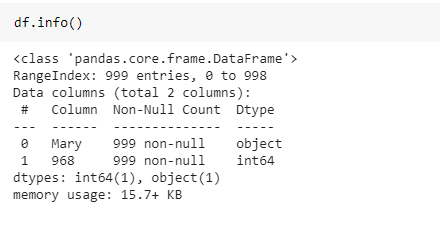 df.info()
<class 'pandas.core.frame.DataFrame'>
RangeIndex: 999 entries, 0 to 998
Data columns (total 2 columns):
 #   Column  Non-Null Count  Dtype
---  ------  --------------  -----
 0   Mary    999 non-null    object
 1   968     999 non-null    int64
dtypes: int64(1), object(1)
memory usage: 15.7+ KB